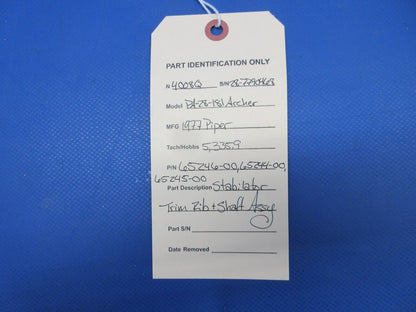 PART IDENTIFICATION ONLY
N 4008Q S/N 28-7790463
Model PA-28-181 Archer
MFG 1977 Piper
Tach/Hobbs 5,335.9
P/N 65246-00, 65244-00,
65245-00
Part Description Stabilator
Trim Rib + Shaft Assy
Part S/N
Date Removed